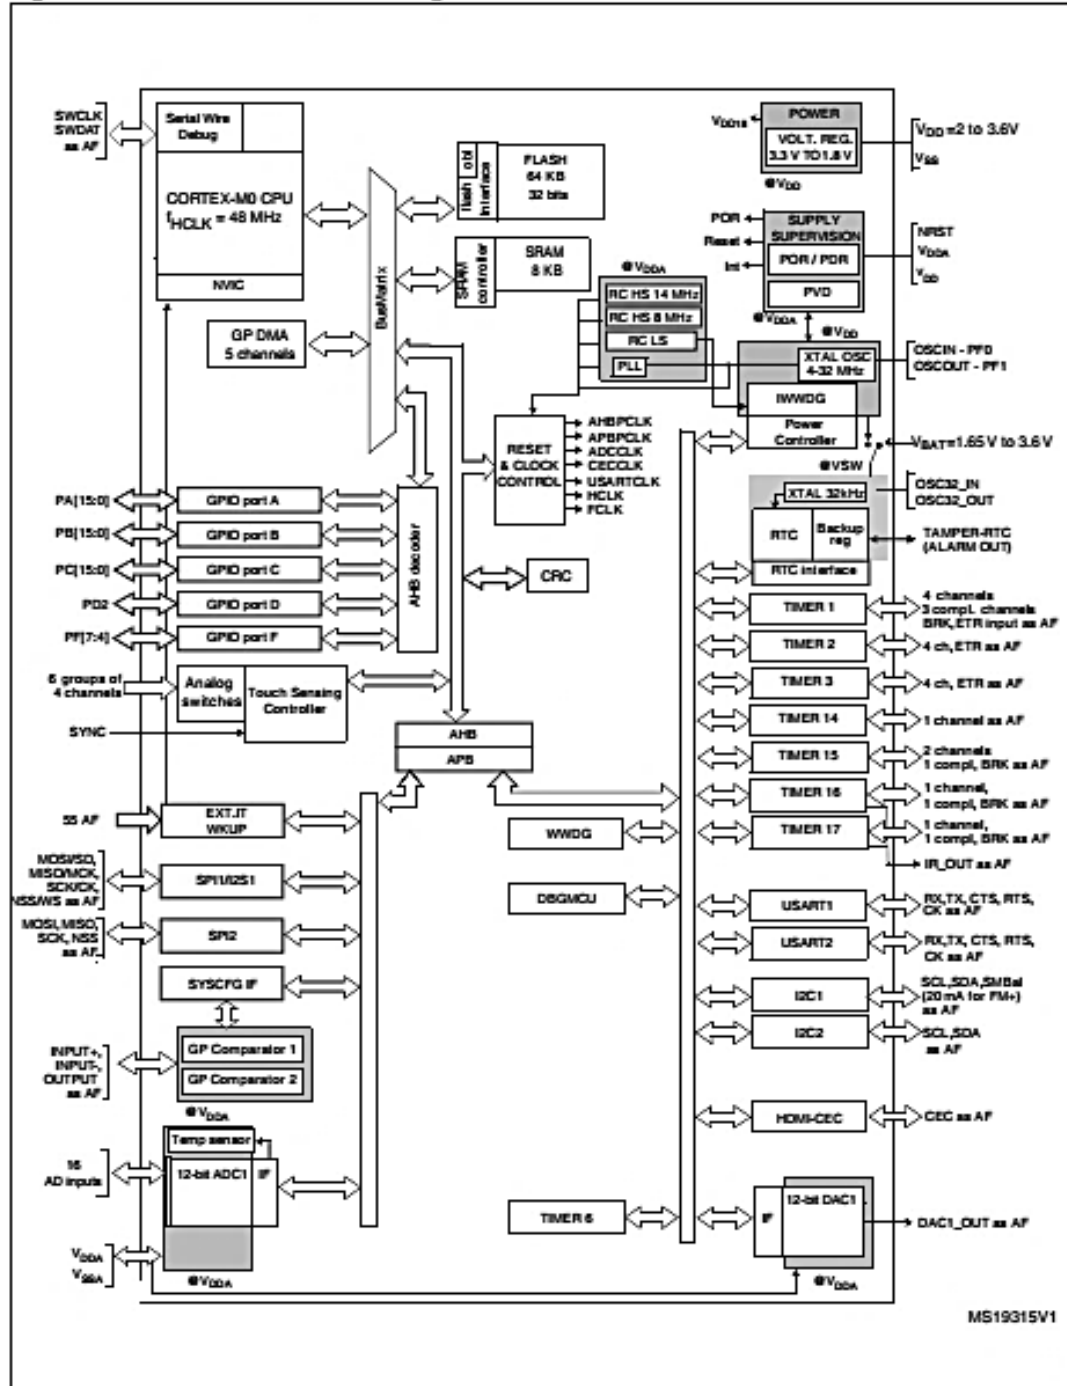 SWCLK
SWDAT
as AF
Serial Wire
Debug
CORTEX-M0 CPU
fHCLK = 48 MHz
NVIC
GP DMA
5 channels
BusMatrix
flash obl
Interface
FLASH
64 KB
32 bits
SRAM
controller
SRAM
8 KB
@VDDA
RC HS 14 MHz
RC HS 8 MHz
RC LS
PLL
VDD18
POWER
VOLT. REG.
3.3 V TO 1.8 V
@VDD
VDD = 2 to 3.6V
VSS
POR
Reset
Int
SUPPLY
SUPERVISION
POR / PDR
PVD
@VDDA
@VDD
NRST
VDDA
VDD
XTAL OSC
4-32 MHz
OSCIN - PF0
OSCOUT - PF1
IWWDG
Power
Controller
VBAT=1.65 V to 3.6 V
@VSW
RESET
& CLOCK
CONTROL
AHBPCLK
APBPCLK
ADCCLK
CECCLK
USARTCLK
HCLK
FCLK
XTAL 32kHz
OSC32_IN
OSC32_OUT
RTC
Backup
reg
RTC interface
TAMPER-RTC
(ALARM OUT)
PA[15:0]
GPIO port A
PB[15:0]
GPIO port B
PC[15:0]
GPIO port C
PD2
GPIO port D
PF[7:4]
GPIO port F
AHB decoder
CRC
6 groups of
4 channels
Analog
switches
Touch Sensing
Controller
SYNC
AHB
APB
TIMER 1
4 channels
3 compl. channels
BRK,ETR input as AF
TIMER 2
4 ch, ETR as AF
TIMER 3
4 ch, ETR as AF
TIMER 14
1 channel as AF
TIMER 15
2 channels
1 compl, BRK as AF
TIMER 16
1 channel,
1 compl, BRK as AF
TIMER 17
1 channel,
1 compl, BRK as AF
IR_OUT as AF
55 AF
EXT.IT
WKUP
WWDG
DBGMCU
MOSI/SD,
MISO/MCK,
SCK/CK,
NSS/WS as AF
SPI1/I2S1
MOSI, MISO,
SCK, NSS
as AF
SPI2
SYSCFG IF
USART1
RX,TX, CTS, RTS,
CK as AF
USART2
RX,TX, CTS, RTS,
CK as AF
I2C1
SCL,SDA,SMBal
(20 mA for FM+)
as AF
I2C2
SCL,SDA
as AF
INPUT+,
INPUT-,
OUTPUT
as AF
GP Comparator 1
GP Comparator 2
@VDDA
HDMI-CEC
CEC as AF
Temp sensor
16
AD inputs
12-bit ADC1
IF
VDDA
VSSA
@VDDA
TIMER 6
IF
12-bit DAC1
DAC1_OUT as AF
@VDDA
MS19315V1